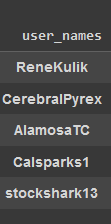 user_names
ReneKulik
CerebralPyrex
AlamosaTC
Calsparks1
stockshark13